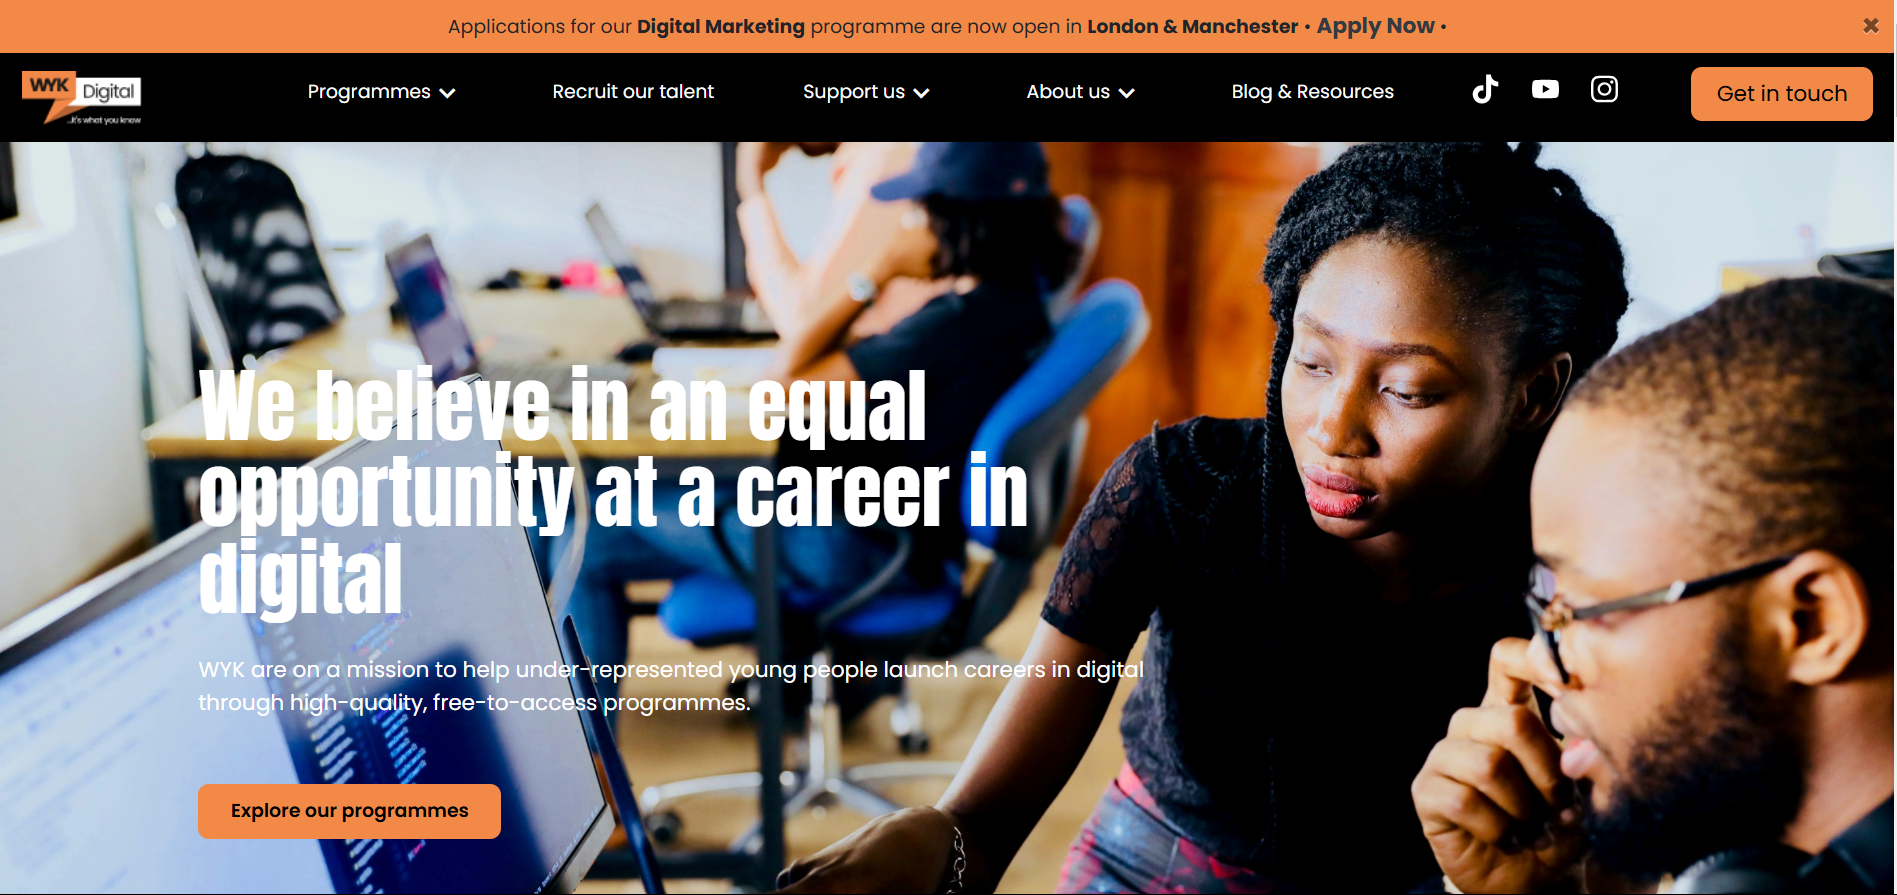 Applications for our Digital Marketing programme are now open in London & Manchester • Apply Now •
WYK Digital
...it's what you know
Programmes
Recruit our talent
Support us
About us
Blog & Resources
Get in touch
We believe in an equal
opportunity at a career in
digital
WYK are on a mission to help under-represented young people launch careers in digital
through high-quality, free-to-access programmes.
Explore our programmes